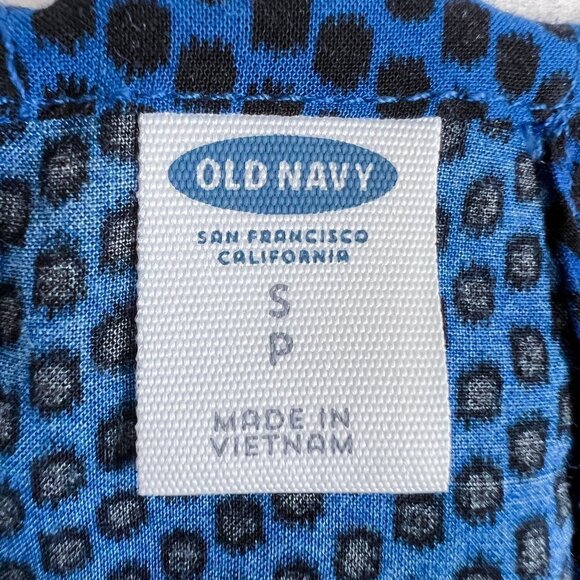 OLD NAVY
SAN FRANCISCO
CALIFORNIA
S
P
MADE IN
VIETNAM